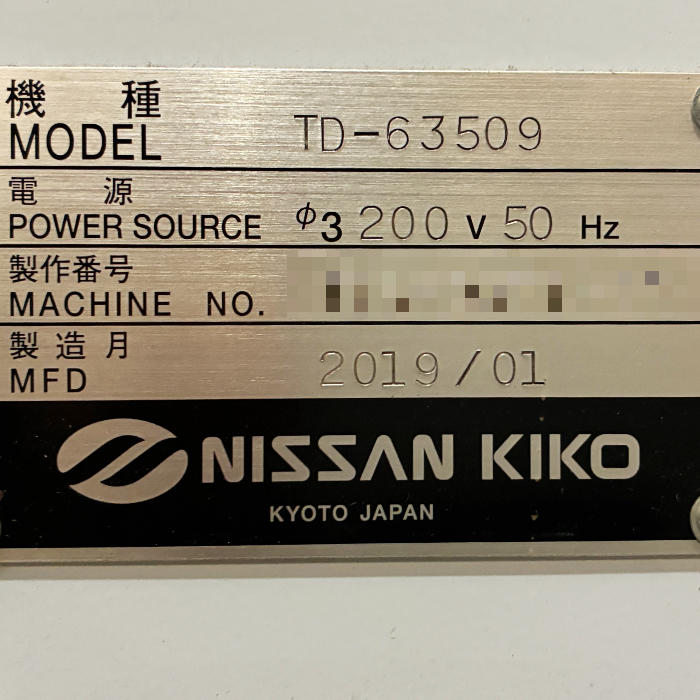 機種 TD-63509
MODEL
電源
POWER SOURCE φ3 200 V 50 Hz
製作番号
MACHINE NO.
製造月 2019/01
MFD
NISSAN KIKO
KYOTO JAPAN